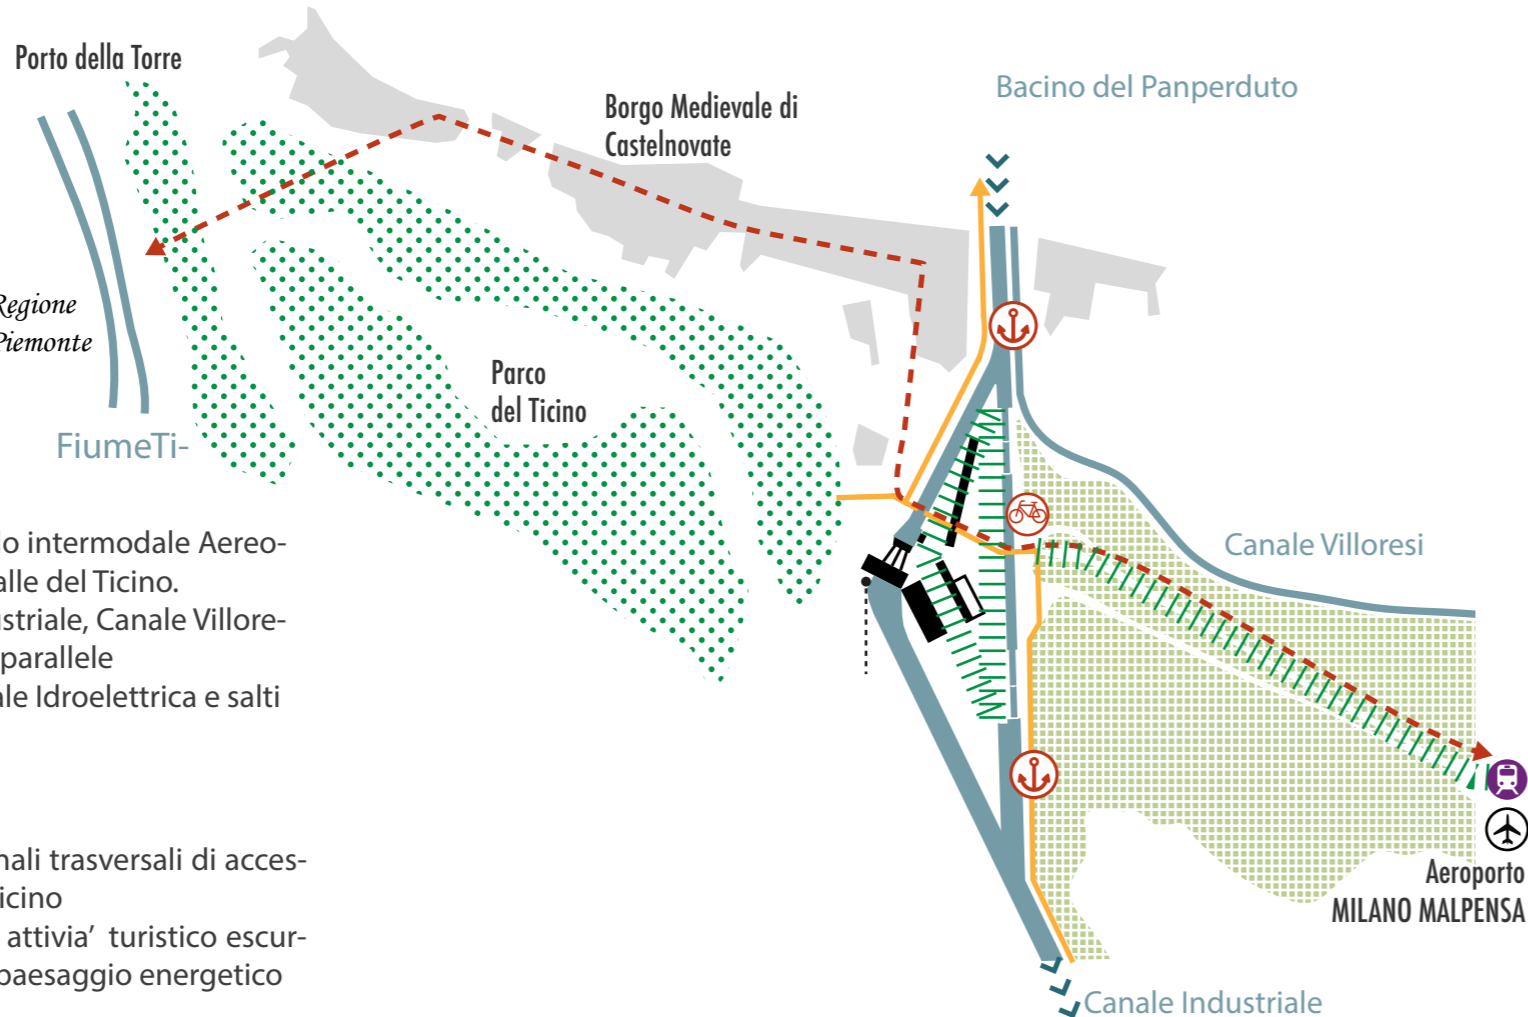 Porto della Torre
Bacino del Panperduto
Borgo Medievale di
Castelnovate
Regione
Piemonte
Parco
del Ticino
FiumeTi-
lo intermodale Aereo-
alle del Ticino.
ustriale, Canale Villore-
parallele
ale Idroelettrica e salti
Canale Villoresi
nali trasversali di acces-
icino
attivia’ turistico escur-
paesaggio energetico
Aeroporto
MILANO MALPENSA
Canale Industriale